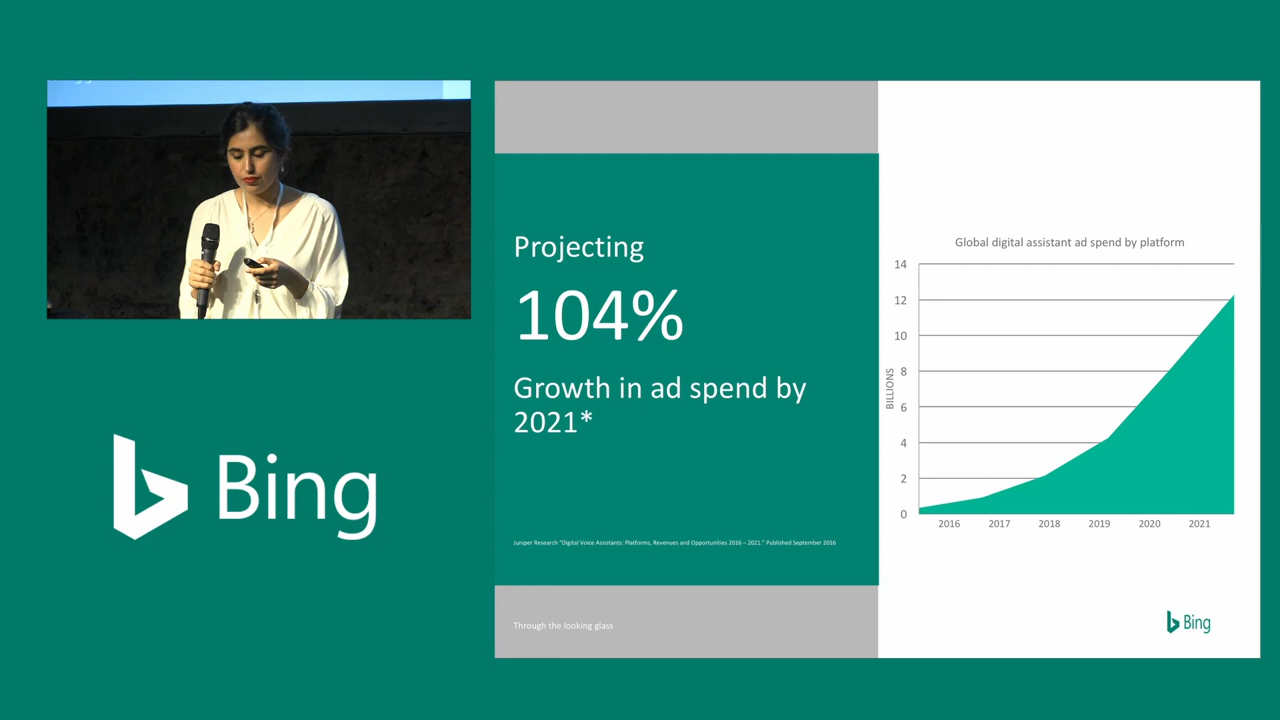 Bing
Projecting
104%
Growth in ad spend by
2021*
Juniper Research "Digital Voice Assistants: Platforms, Revenues and Opportunities 2016 – 2021." Published September 2016
Through the looking glass
Global digital assistant ad spend by platform
BILLIONS
14
12
10
8
6
4
2
0
2016 2017 2018 2019 2020 2021
Bing